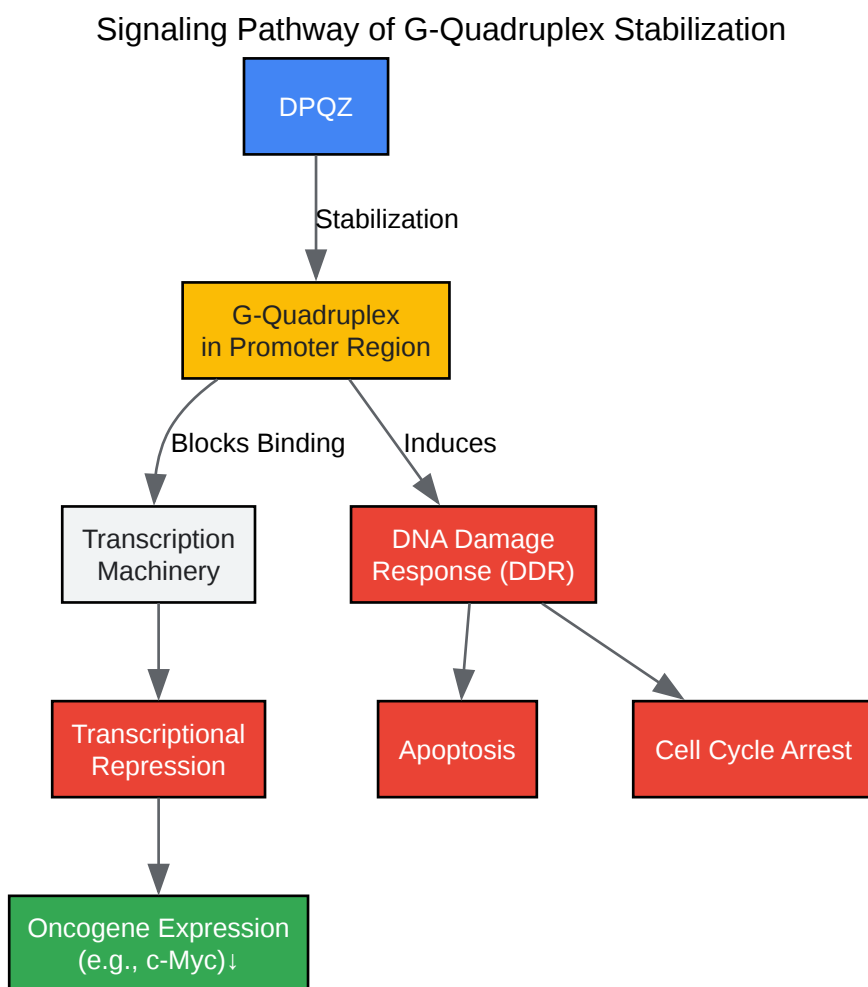 Signaling Pathway of G-Quadruplex Stabilization
DPQZ
Stabilization
G-Quadruplex
in Promoter Region
Blocks Binding
Induces
Transcription
Machinery
DNA Damage
Response (DDR)
Transcriptional
Repression
Apoptosis
Cell Cycle Arrest
Oncogene Expression
(e.g., c-Myc)↓